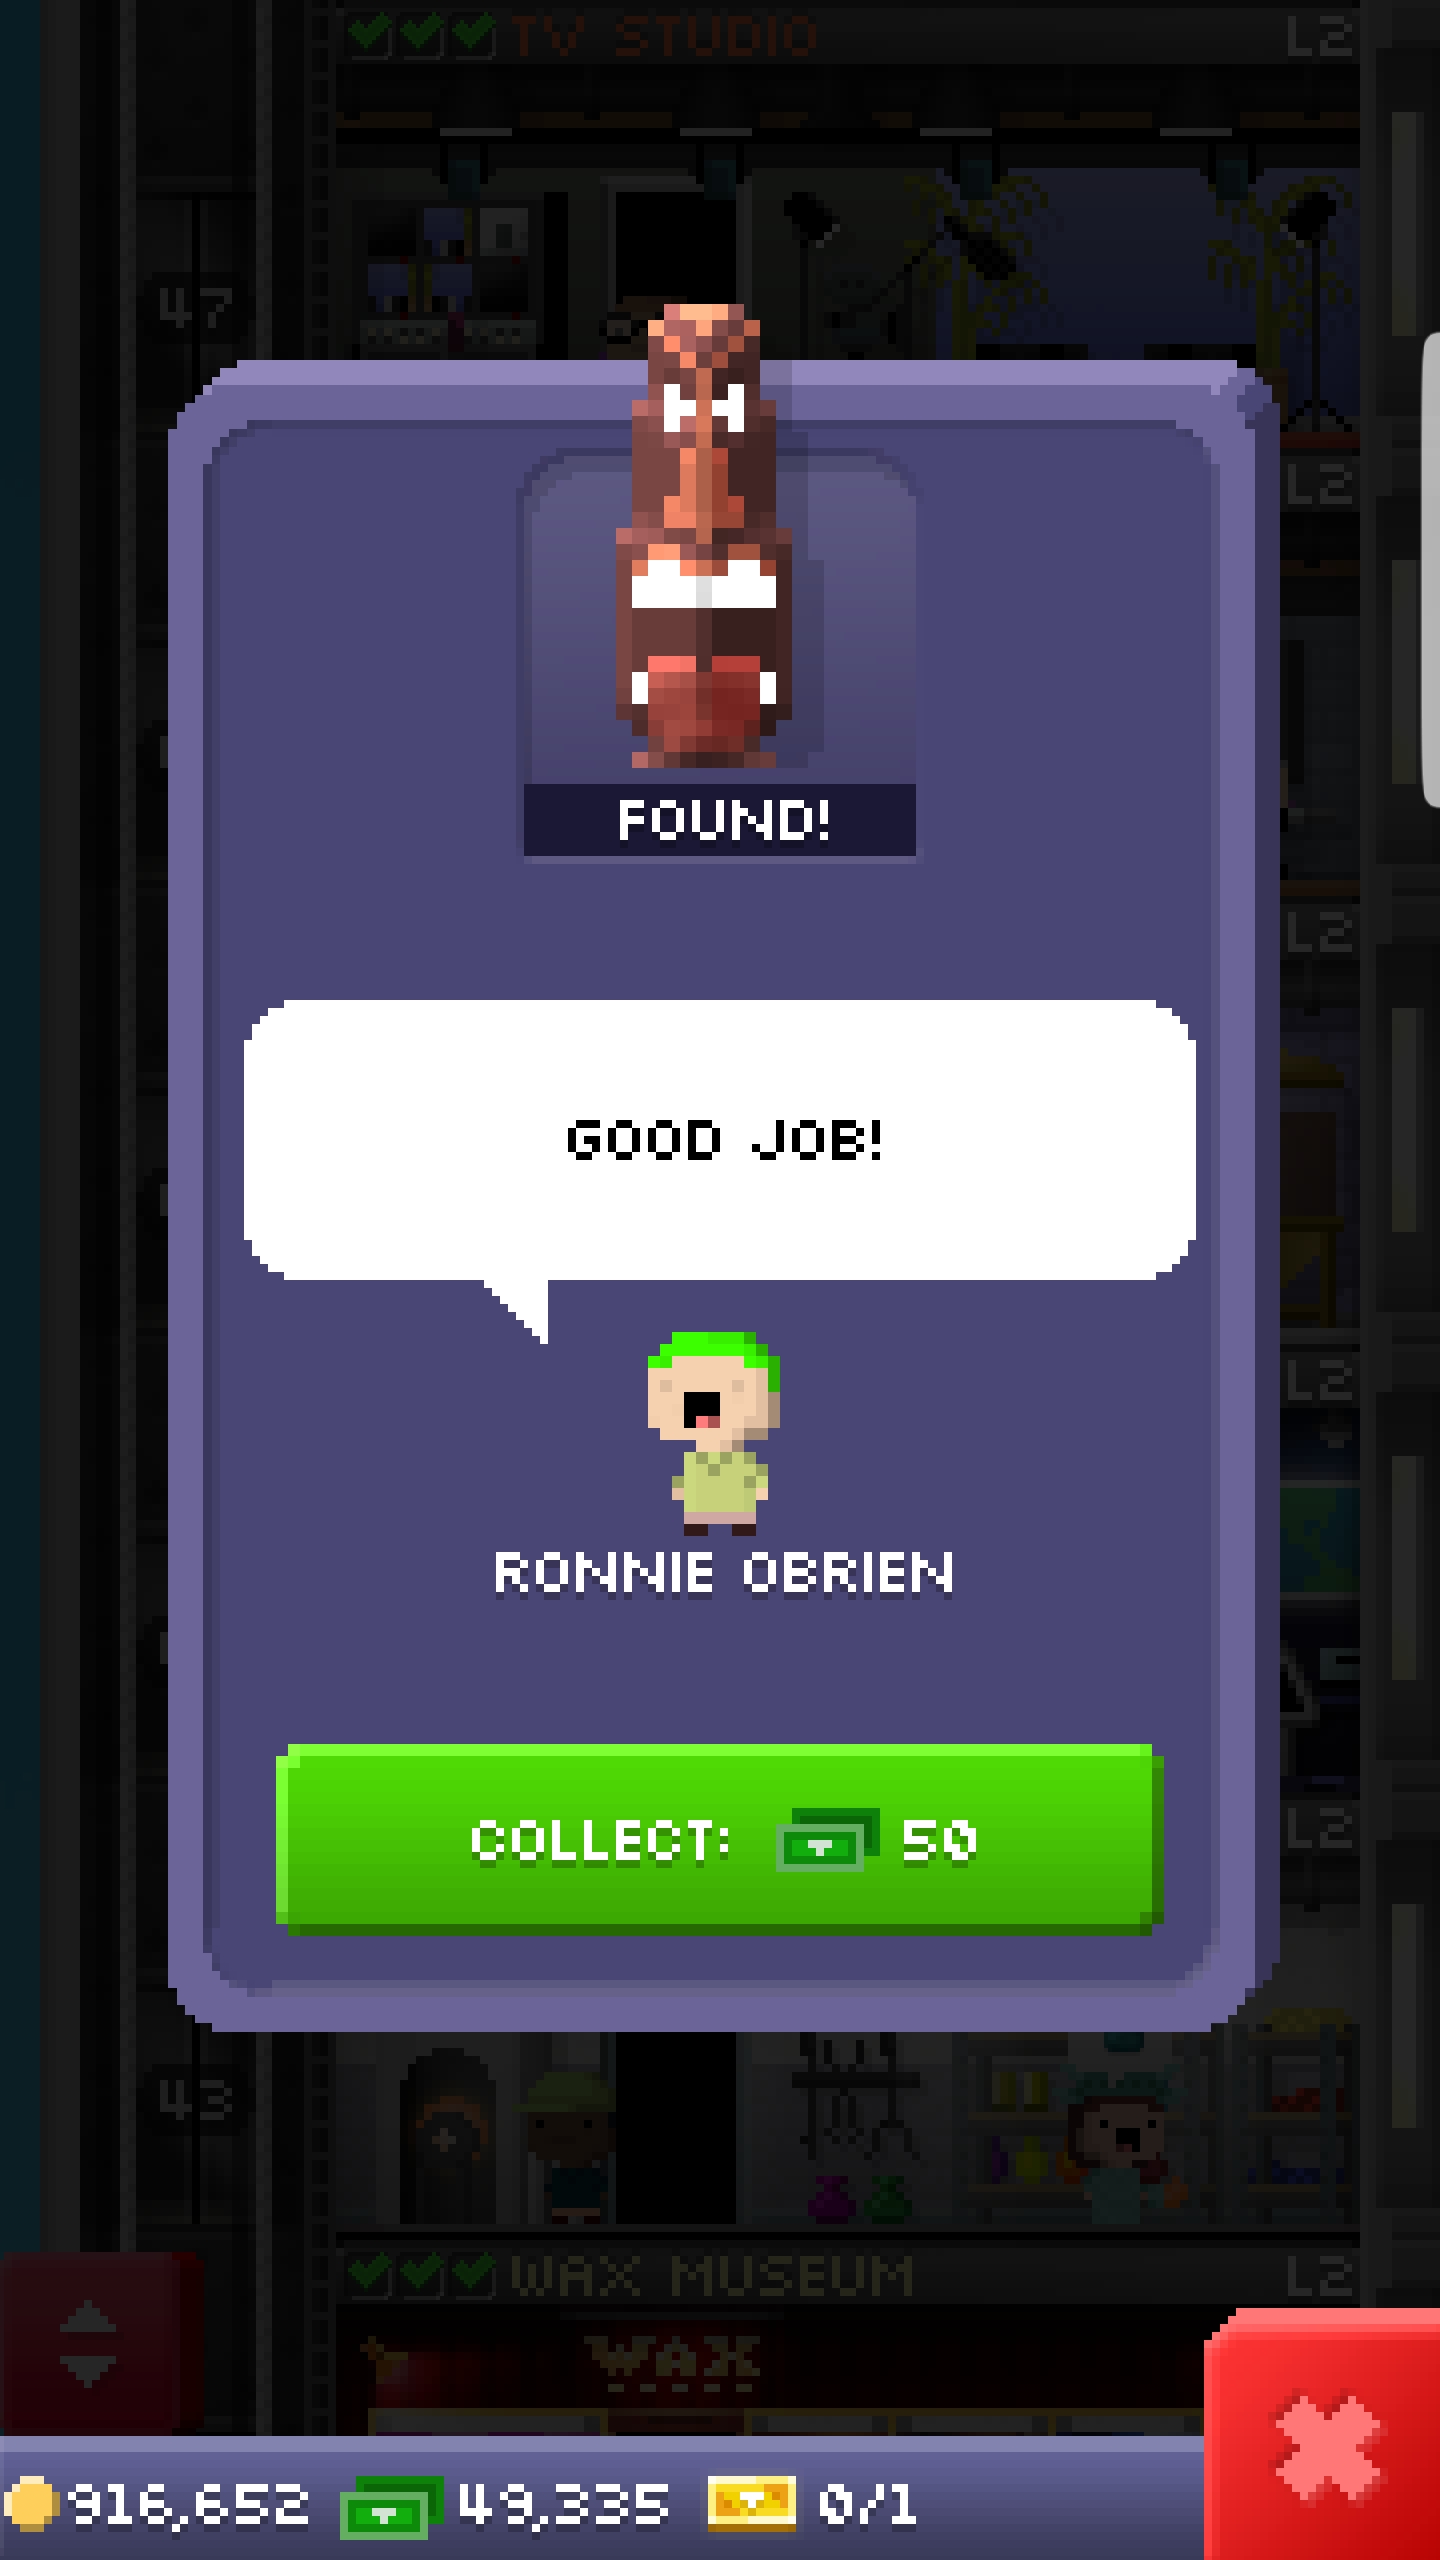 TV STUDIO L2
47
L2
FOUND!
L2
GOOD JOB!
L2
RONNIE OBRIEN
COLLECT: 50
L2
43
WAX MUSEUM L2
WAX
916,652 49,335 0/1